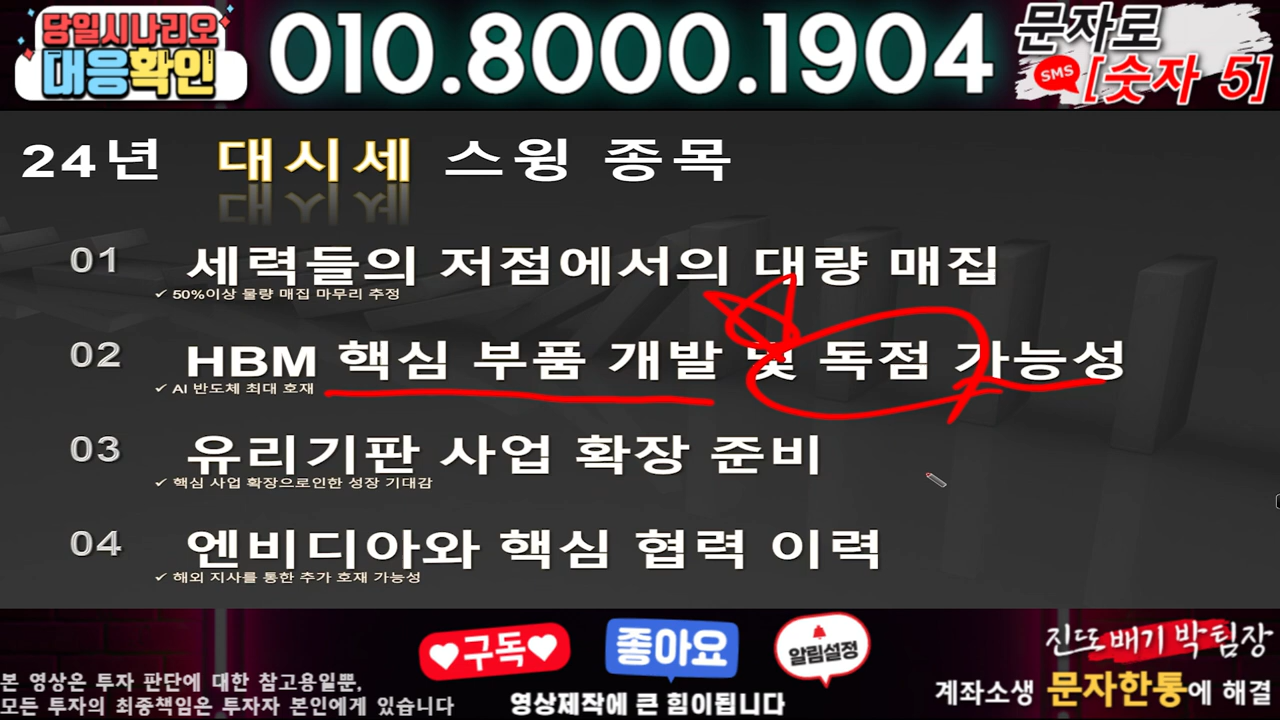 당일시나리오
대응확인
010.8000.1904
문자로
SMS [숫자 5]
24년 대시세 스윙 종목
01 세력들의 저점에서의 대량 매집
✓ 50%이상 물량 매집 마무리 추정
02 HBM 핵심 부품 개발 및 독점 가능성
✓ AI 반도체 최대 호재
03 유리기판 사업 확장 준비
✓ 핵심 사업 확장으로인한 성장 기대감
04 엔비디아와 핵심 협력 이력
✓ 해외 지사를 통한 추가 호재 가능성
구독
좋아요
알림설정
영상제작에 큰 힘이됩니다
본 영상은 투자 판단에 대한 참고용일뿐,
모든 투자의 최종책임은 투자자 본인에게 있습니다
진또배기 박팀장
계좌소생 문자한통에 해결